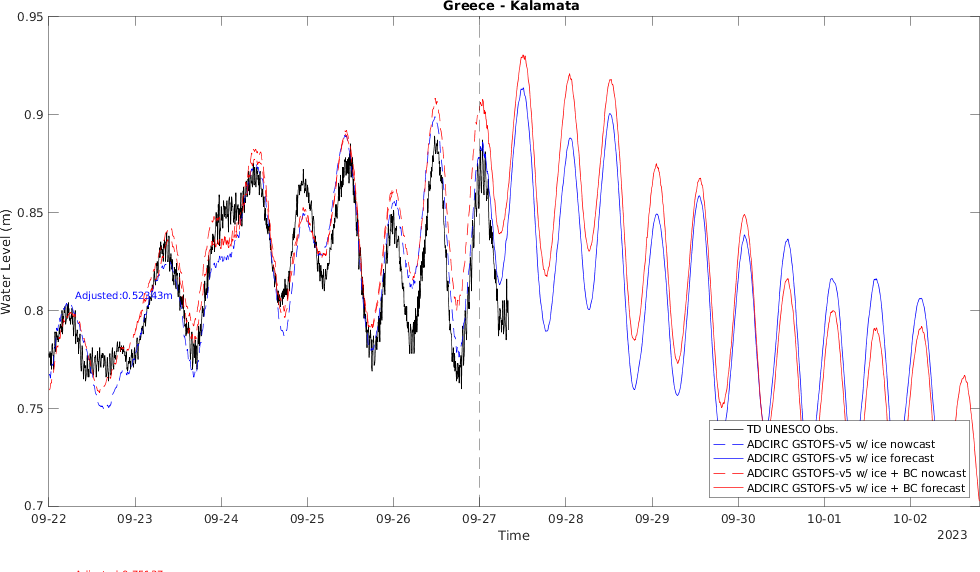 Greece - Kalamata
0.95
0.9
0.85
0.8
0.75
0.7
Water Level (m)
TD UNESCO Obs.
ADCIRC GSTOFS-v5 w/ ice nowcast
ADCIRC GSTOFS-v5 w/ ice forecast
ADCIRC GSTOFS-v5 w/ ice + BC nowcast
ADCIRC GSTOFS-v5 w/ ice + BC forecast
09-22 09-23 09-24 09-25 09-26 09-27 09-28 09-29 09-30 10-01 10-02
Time
2023